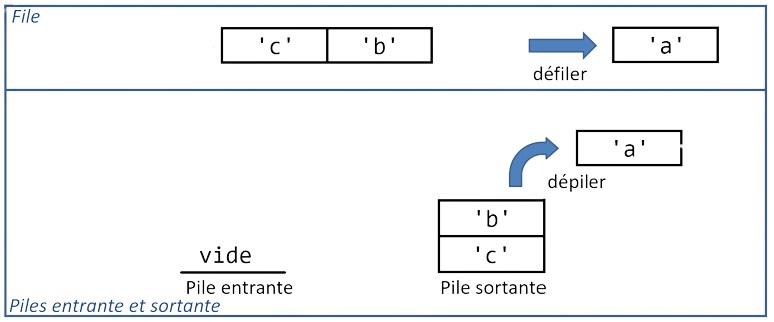 File
'c' 'b' 'a'
défiler
'a'
dépiler
'b'
vide 'c'
Pile entrante Pile sortante
Piles entrante et sortante